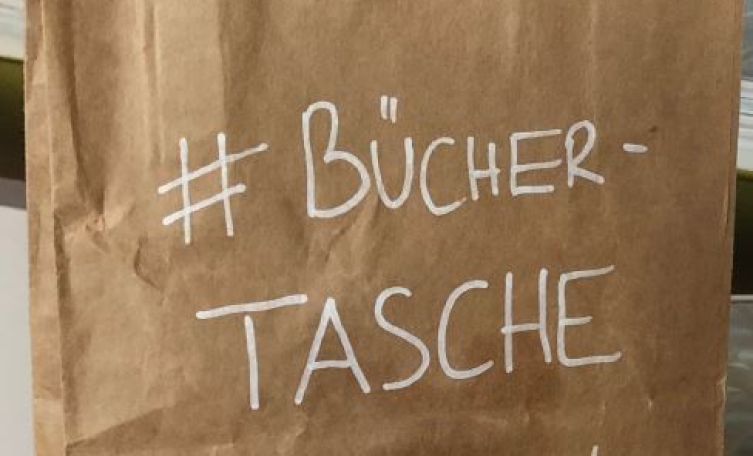 # BÜCHER-
TASCHE